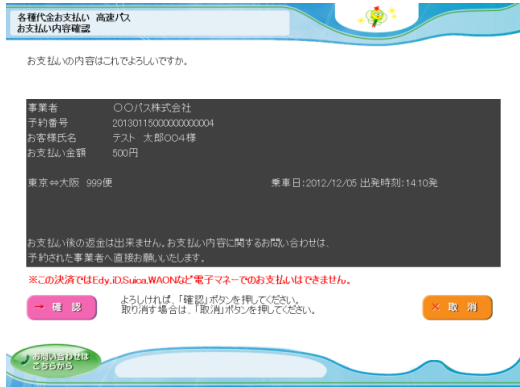 各種代金お支払い 高速バス
お支払い内容確認
お支払いの内容はこれでよろしいですか。
事業者 〇〇バス株式会社
予約番号 20130115000000000004
お客様氏名 テスト 太郎004様
お支払い金額 500円
東京⇔大阪 999便 乗車日:2012/12/05 出発時刻:14:10発
お支払い後の返金は出来ません。お支払い内容に関するお問い合わせは、
予約された事業者へ直接お願いいたします。
※この決済ではEdy,iD,Suica,WAONなど電子マネーでのお支払いはできません。
→ 確 認
よろしければ、「確認」ボタンを押してください。
取り消す場合は、「取消」ボタンを押してください。
× 取 消
お問い合わせは
こちらから